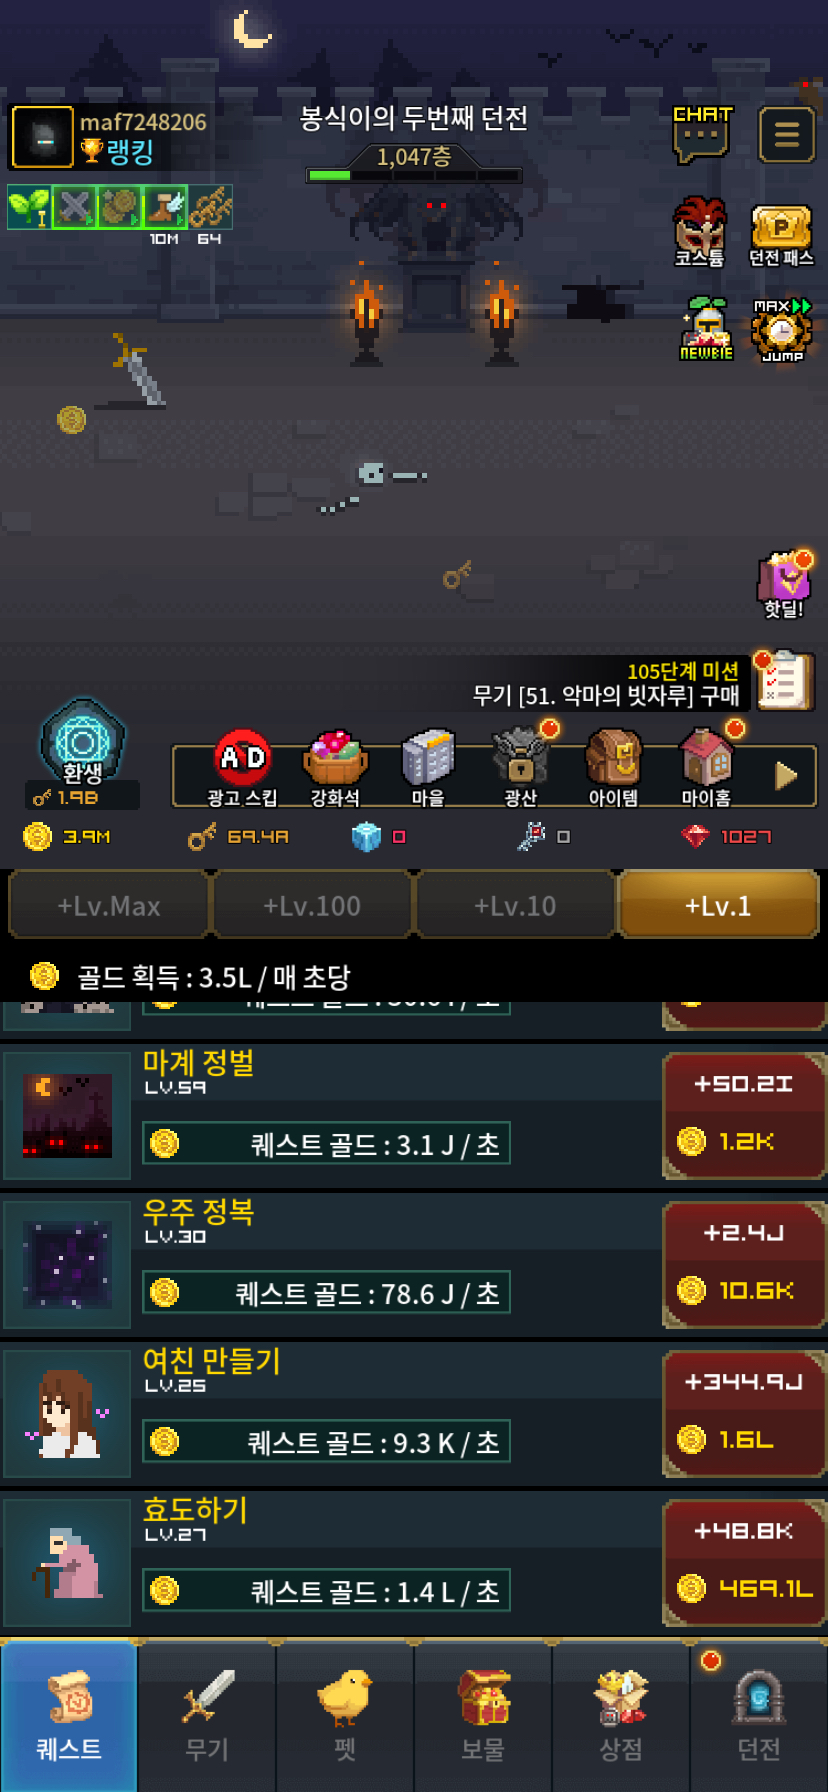 maf7248206
랭킹
10M
64
봉식이의 두번째 던전
1,047층
CHAT
코스튬
P
던전 패스
NEWBIE
MAX
JUMP
핫딜!
105단계 미션
무기 [51. 악마의 빗자루] 구매
환생
1.9B
AD
광고 스킵
강화석
마을
광산
아이템
마이홈
3.9M
69.4A
0
0
1027
+Lv.Max
+Lv.100
+Lv.10
+Lv.1
골드 획득 : 3.5L / 매 초당
마계 정벌
LV.59
퀘스트 골드 : 3.1 J / 초
+50.2I
1.2K
우주 정복
LV.30
퀘스트 골드 : 78.6 J / 초
+2.4J
10.6K
여친 만들기
LV.25
퀘스트 골드 : 9.3 K / 초
+344.9J
1.6L
효도하기
LV.27
퀘스트 골드 : 1.4 L / 초
+48.8K
469.1L
퀘스트
무기
펫
보물
상점
던전